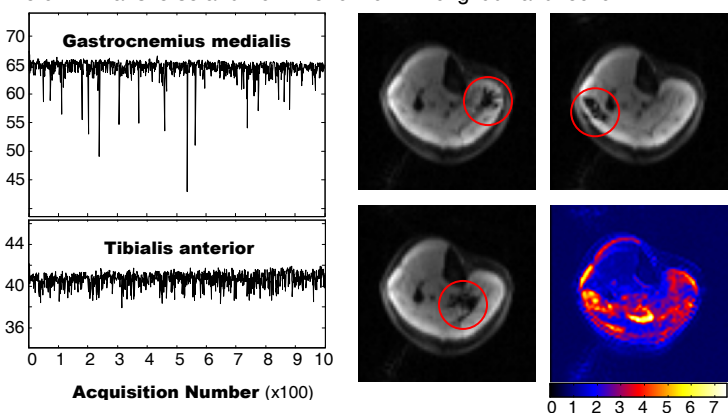 70
Gastrocnemius medialis
65
60
55
50
45
44
Tibialis anterior
40
36
0 1 2 3 4 5 6 7 8 9 10
Acquisition Number (x100)
0 1 2 3 4 5 6 7